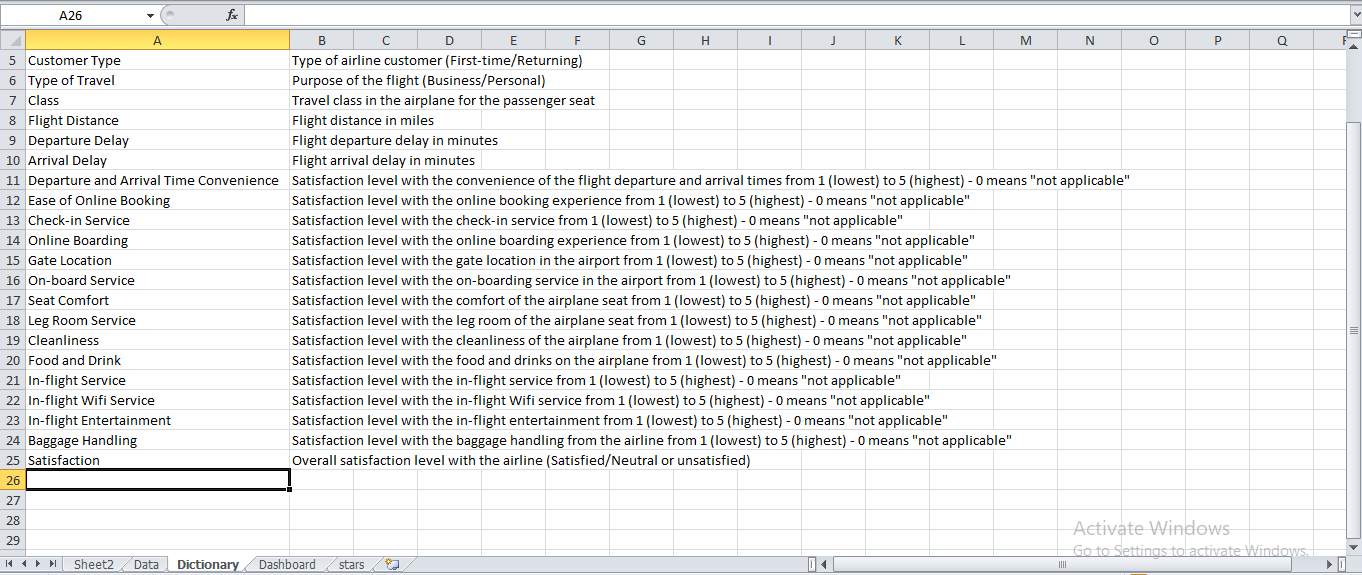 A26 fx
A B C D E F G H I J K L M N O P Q
5 Customer Type Type of airline customer (First-time/Returning)
6 Type of Travel Purpose of the flight (Business/Personal)
7 Class Travel class in the airplane for the passenger seat
8 Flight Distance Flight distance in miles
9 Departure Delay Flight departure delay in minutes
10 Arrival Delay Flight arrival delay in minutes
11 Departure and Arrival Time Convenience Satisfaction level with the convenience of the flight departure and arrival times from 1 (lowest) to 5 (highest) - 0 means "not applicable"
12 Ease of Online Booking Satisfaction level with the online booking experience from 1 (lowest) to 5 (highest) - 0 means "not applicable"
13 Check-in Service Satisfaction level with the check-in service from 1 (lowest) to 5 (highest) - 0 means "not applicable"
14 Online Boarding Satisfaction level with the online boarding experience from 1 (lowest) to 5 (highest) - 0 means "not applicable"
15 Gate Location Satisfaction level with the gate location in the airport from 1 (lowest) to 5 (highest) - 0 means "not applicable"
16 On-board Service Satisfaction level with the on-boarding service in the airport from 1 (lowest) to 5 (highest) - 0 means "not applicable"
17 Seat Comfort Satisfaction level with the comfort of the airplane seat from 1 (lowest) to 5 (highest) - 0 means "not applicable"
18 Leg Room Service Satisfaction level with the leg room of the airplane seat from 1 (lowest) to 5 (highest) - 0 means "not applicable"
19 Cleanliness Satisfaction level with the cleanliness of the airplane from 1 (lowest) to 5 (highest) - 0 means "not applicable"
20 Food and Drink Satisfaction level with the food and drinks on the airplane from 1 (lowest) to 5 (highest) - 0 means "not applicable"
21 In-flight Service Satisfaction level with the in-flight service from 1 (lowest) to 5 (highest) - 0 means "not applicable"
22 In-flight Wifi Service Satisfaction level with the in-flight Wifi service from 1 (lowest) to 5 (highest) - 0 means "not applicable"
23 In-flight Entertainment Satisfaction level with the in-flight entertainment from 1 (lowest) to 5 (highest) - 0 means "not applicable"
24 Baggage Handling Satisfaction level with the baggage handling from the airline from 1 (lowest) to 5 (highest) - 0 means "not applicable"
25 Satisfaction Overall satisfaction level with the airline (Satisfied/Neutral or unsatisfied)
26
27
28
29
Activate Windows
Go to Settings to activate Windows.
Sheet2 Data Dictionary Dashboard stars